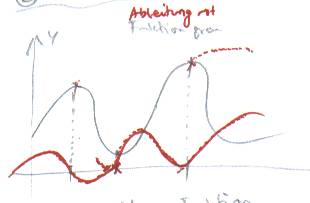 Ableitung rot
Funktion grau
Y